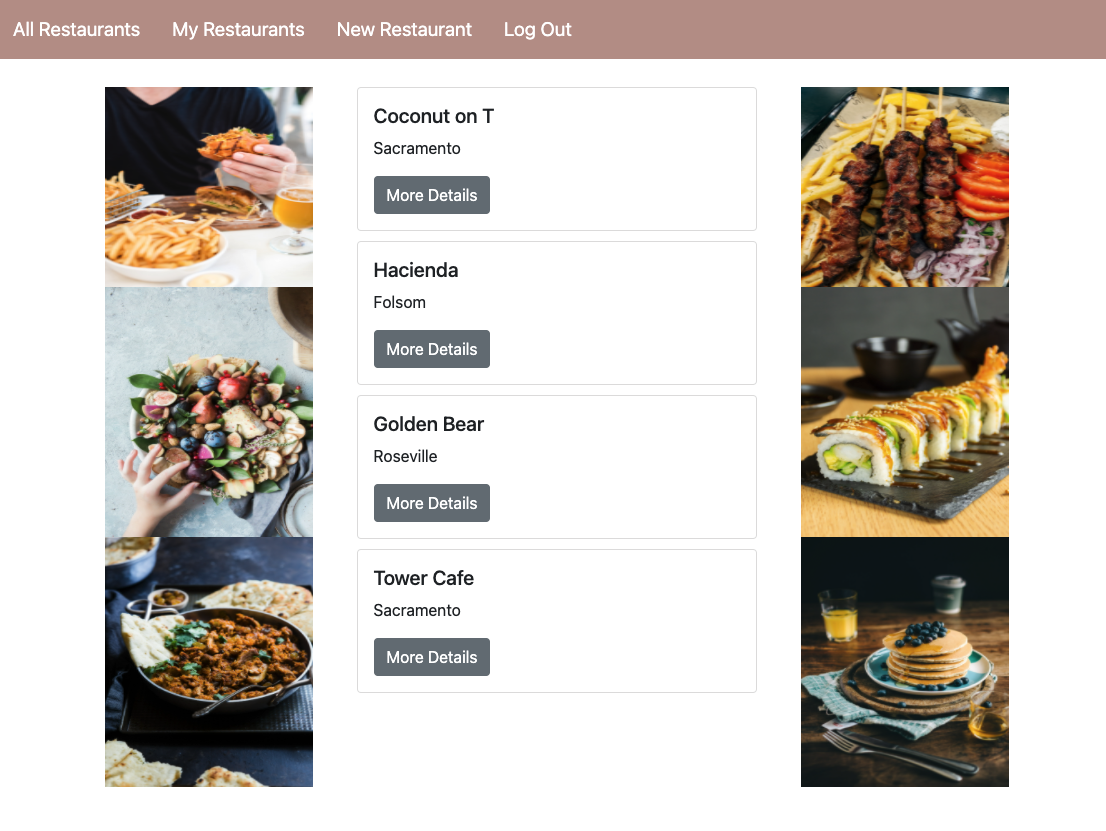 All Restaurants My Restaurants New Restaurant Log Out
Coconut on T
Sacramento
More Details
Hacienda
Folsom
More Details
Golden Bear
Roseville
More Details
Tower Cafe
Sacramento
More Details